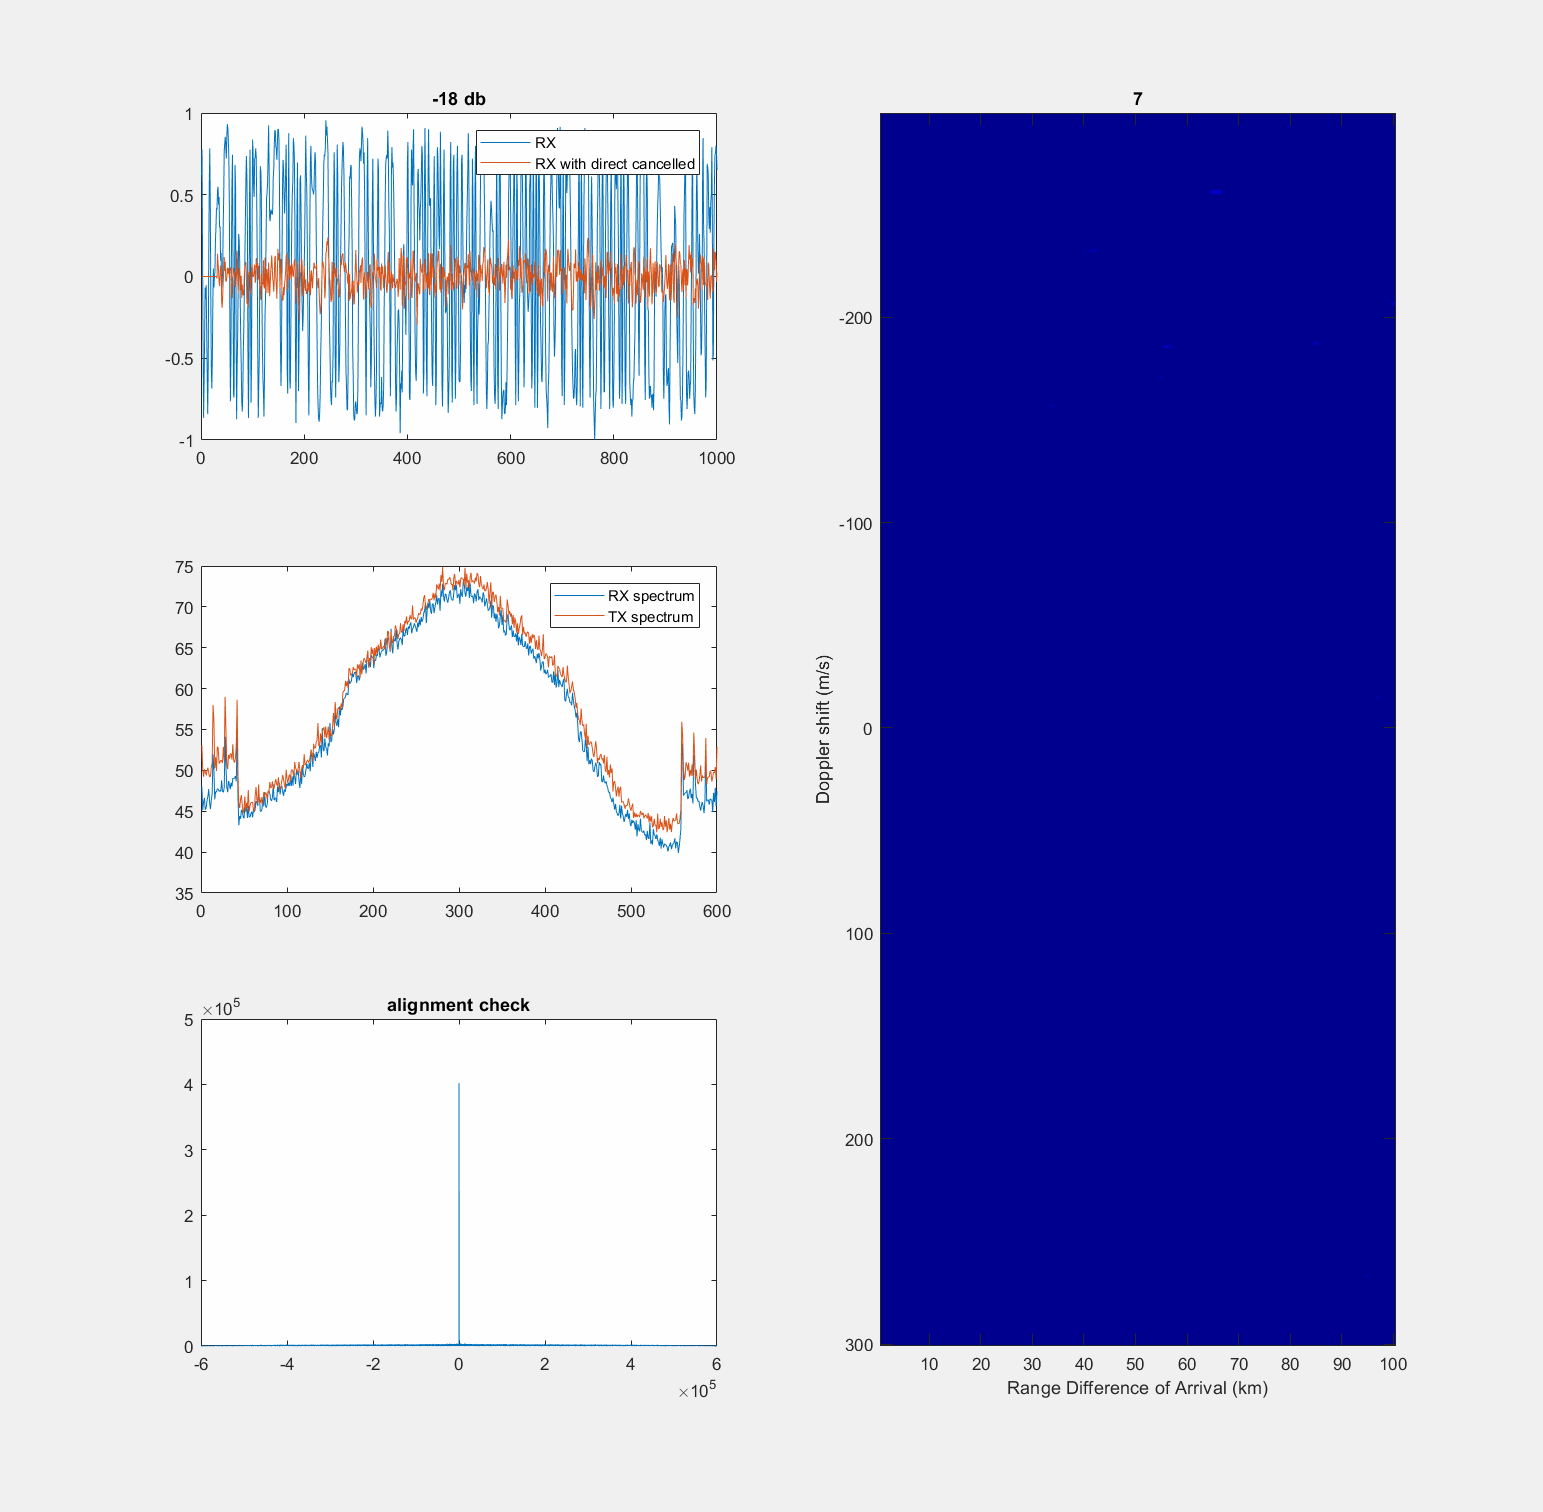 -18 db
1
0.5
0
-0.5
-1
0 200 400 600 800 1000
RX
RX with direct cancelled
75
70
65
60
55
50
45
40
35
0 100 200 300 400 500 600
RX spectrum
TX spectrum
alignment check
×10^5
5
4
3
2
1
0
-6 -4 -2 0 2 4 6
×10^5
7
-200
-100
0
100
200
300
10 20 30 40 50 60 70 80 90 100
Doppler shift (m/s)
Range Difference of Arrival (km)